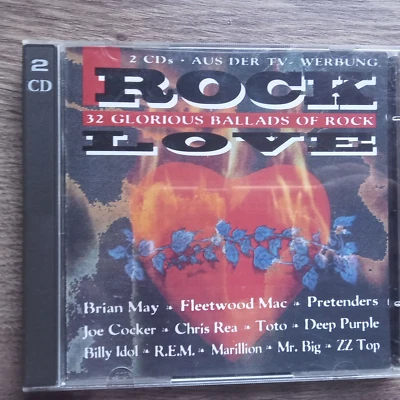 2
CD
2 CDs • AUS DER TV- WERBUNG
ROCK
32 GLORIOUS BALLADS OF ROCK
LOVE
Brian May ❧ Fleetwood Mac ❧ Pretenders
Joe Cocker ❧ Chris Rea ❧ Toto ❧ Deep Purple
Billy Idol ❧ R.E.M. ❧ Marillion ❧ Mr. Big ❧ ZZ Top